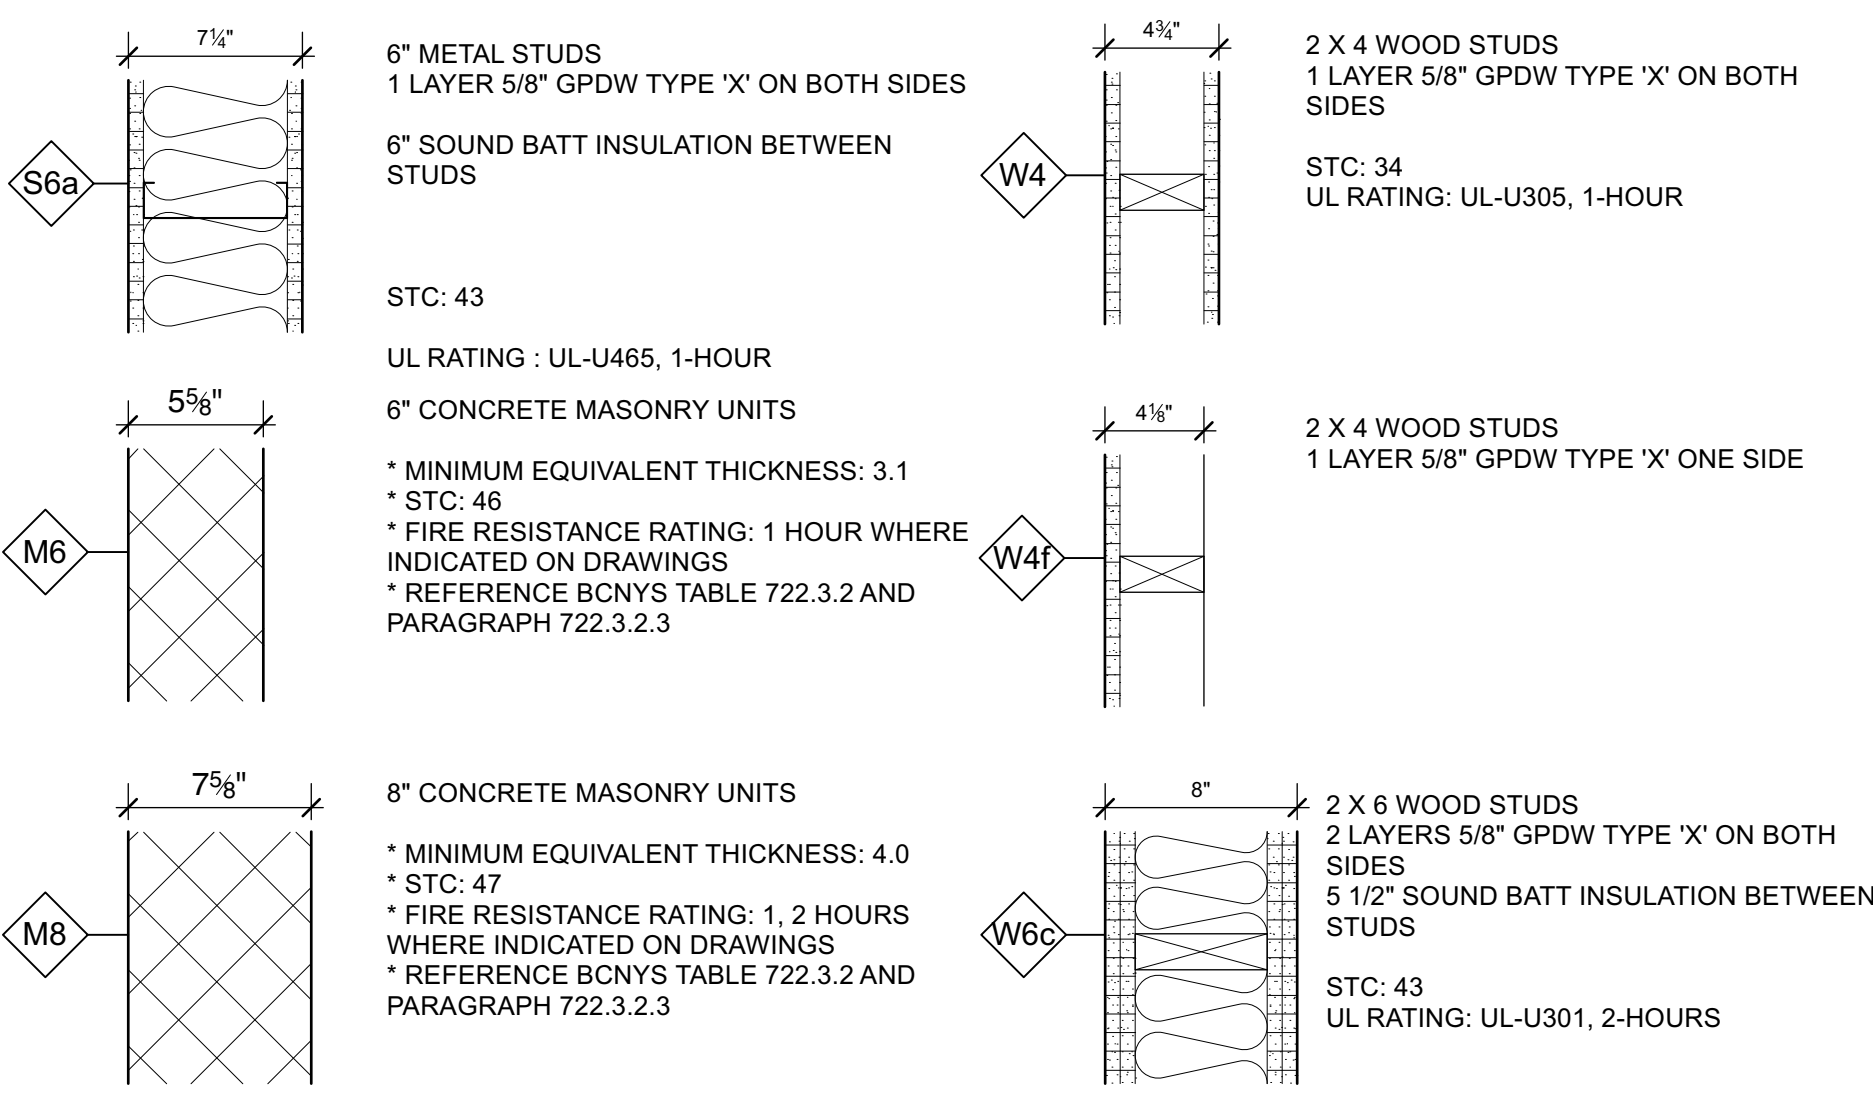 7¼"
S6a
6" METAL STUDS
1 LAYER 5/8" GPDW TYPE 'X' ON BOTH SIDES
6" SOUND BATT INSULATION BETWEEN
STUDS
STC: 43
UL RATING : UL-U465, 1-HOUR
5⅝"
M6
6" CONCRETE MASONRY UNITS
* MINIMUM EQUIVALENT THICKNESS: 3.1
* STC: 46
* FIRE RESISTANCE RATING: 1 HOUR WHERE
INDICATED ON DRAWINGS
* REFERENCE BCNYS TABLE 722.3.2 AND
PARAGRAPH 722.3.2.3
7⅝"
M8
8" CONCRETE MASONRY UNITS
* MINIMUM EQUIVALENT THICKNESS: 4.0
* STC: 47
* FIRE RESISTANCE RATING: 1, 2 HOURS
WHERE INDICATED ON DRAWINGS
* REFERENCE BCNYS TABLE 722.3.2 AND
PARAGRAPH 722.3.2.3
4¾"
W4
2 X 4 WOOD STUDS
1 LAYER 5/8" GPDW TYPE 'X' ON BOTH
SIDES
STC: 34
UL RATING: UL-U305, 1-HOUR
4⅛"
W4f
2 X 4 WOOD STUDS
1 LAYER 5/8" GPDW TYPE 'X' ONE SIDE
8"
W6c
2 X 6 WOOD STUDS
2 LAYERS 5/8" GPDW TYPE 'X' ON BOTH
SIDES
5 1/2" SOUND BATT INSULATION BETWEEN
STUDS
STC: 43
UL RATING: UL-U301, 2-HOURS